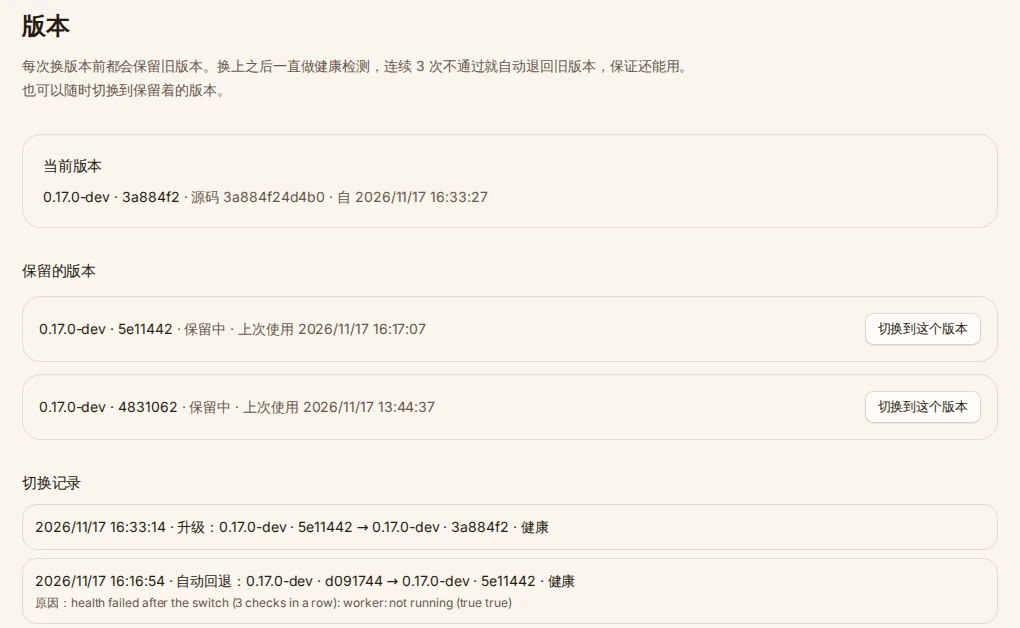 版本
每次换版本前都会保留旧版本。换上之后一直做健康检测，连续 3 次不通过就自动退回旧版本，保证还能用。
也可以随时切换到保留着的版本。
当前版本
0.17.0-dev · 3a884f2 · 源码 3a884f24d4b0 · 自 2026/11/17 16:33:27
保留的版本
0.17.0-dev · 5e11442 · 保留中 · 上次使用 2026/11/17 16:17:07
切换到这个版本
0.17.0-dev · 4831062 · 保留中 · 上次使用 2026/11/17 13:44:37
切换到这个版本
切换记录
2026/11/17 16:33:14 · 升级：0.17.0-dev · 5e11442 → 0.17.0-dev · 3a884f2 · 健康
2026/11/17 16:16:54 · 自动回退：0.17.0-dev · d091744 → 0.17.0-dev · 5e11442 · 健康
原因：health failed after the switch (3 checks in a row): worker: not running (true true)